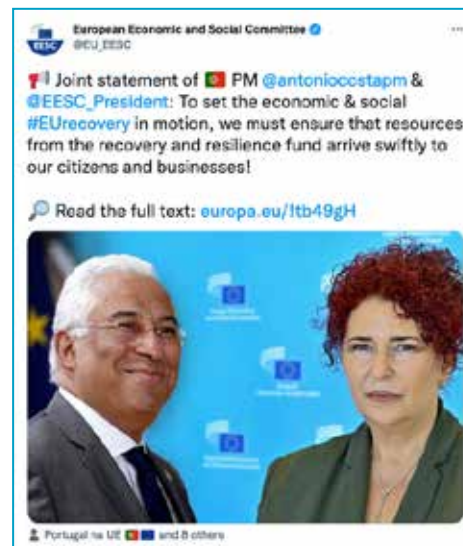 European Economic and Social Committee
@EU_EESC
EESC
Joint statement of PM @antonioccstapm &
@EESC_President: To set the economic & social
#EUrecovery in motion, we must ensure that resources
from the recovery and resilience fund arrive swiftly to
our citizens and businesses!
Read the full text: europa.eu/!tb49gH
Portugal na UE and 8 others